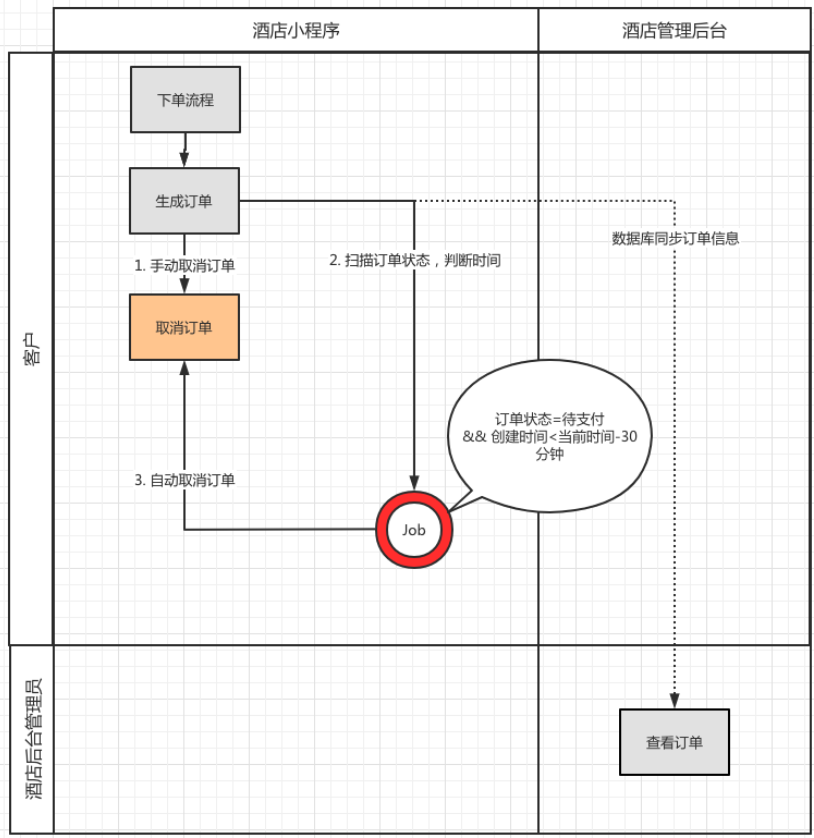 酒店小程序
酒店管理后台
客户
下单流程
生成订单
数据库同步订单信息
1. 手动取消订单
2. 扫描订单状态，判断时间
取消订单
订单状态=待支付
&& 创建时间<当前时间-30
分钟
3. 自动取消订单
Job
酒店后台管理员
查看订单